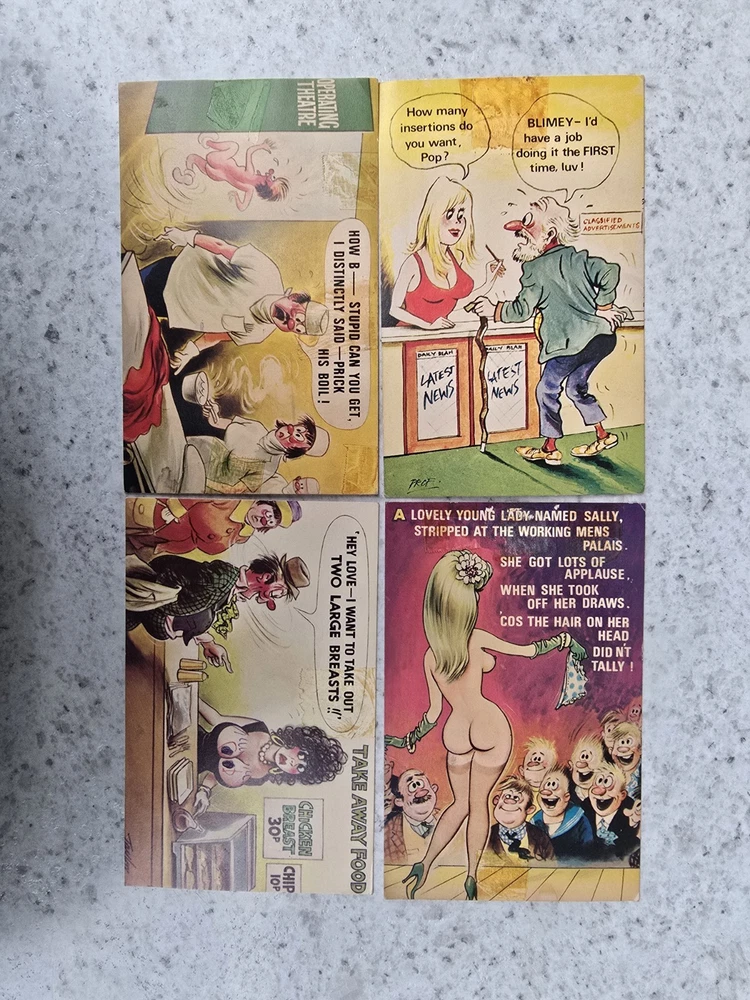 OPERATING
THEATRE
HOW B—— STUPID CAN YOU GET,
I DISTINCTLY SAID — PRICK
HIS BOIL!
How many
insertions do
you want,
Pop?
BLIMEY – I'd
have a job
doing it the FIRST
time, luv!
CLASSIFIED
ADVERTISEMENTS
DAILY BLAH
LATEST
NEWS
DAILY BLAH
LATEST
NEWS
PROF.
'HEY LOVE – I WANT TO TAKE OUT
TWO LARGE BREASTS !!'
TAKE AWAY FOOD
CHICKEN
BREAST
30P
CHIP
10P
A LOVELY YOUNG LADY NAMED SALLY,
STRIPPED AT THE WORKING MENS
PALAIS.
SHE GOT LOTS OF
APPLAUSE,
WHEN SHE TOOK
OFF HER DRAWS.
'COS THE HAIR ON HER
HEAD
DIDN'T
TALLY!